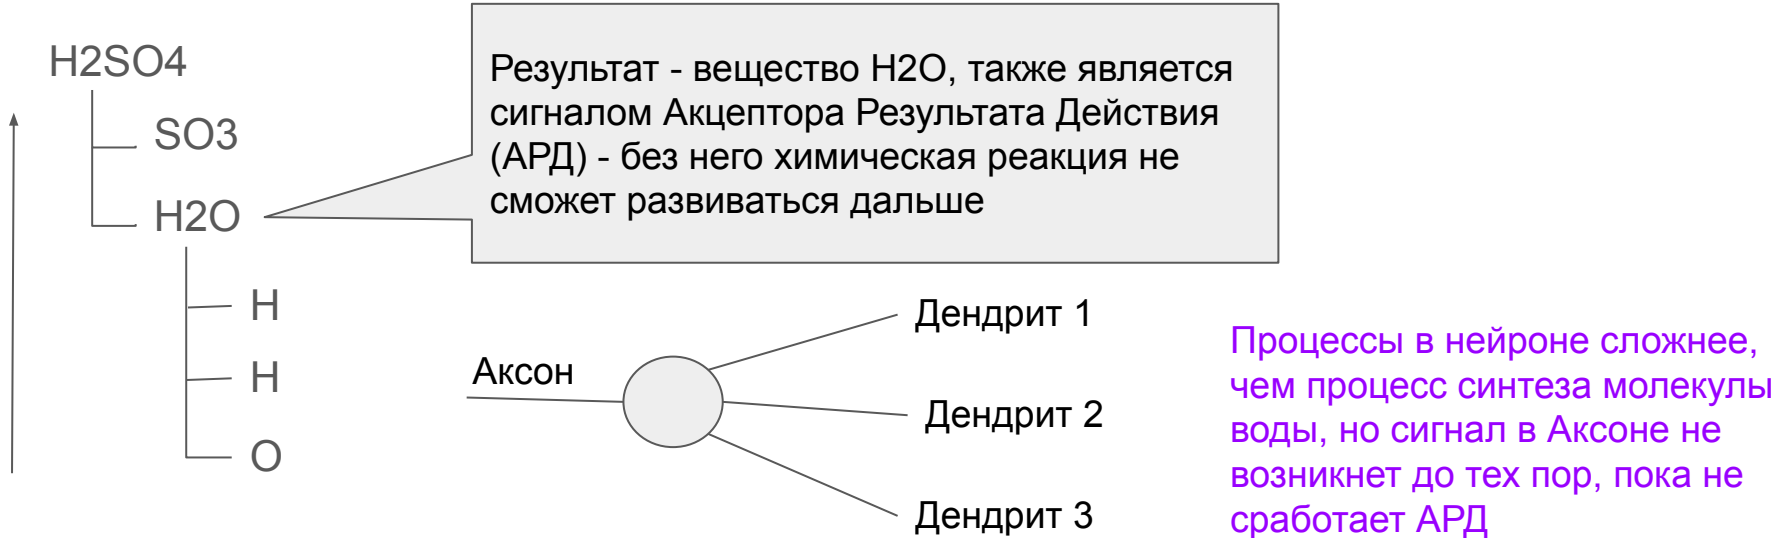 H2SO4
SO3
H2O
H
H
O
Результат - вещество H2O, также является
сигналом Акцептора Результата Действия
(АРД) - без него химическая реакция не
сможет развиваться дальше
Аксон
Дендрит 1
Дендрит 2
Дендрит 3
Процессы в нейроне сложнее,
чем процесс синтеза молекулы
воды, но сигнал в Аксоне не
возникнет до тех пор, пока не
сработает АРД